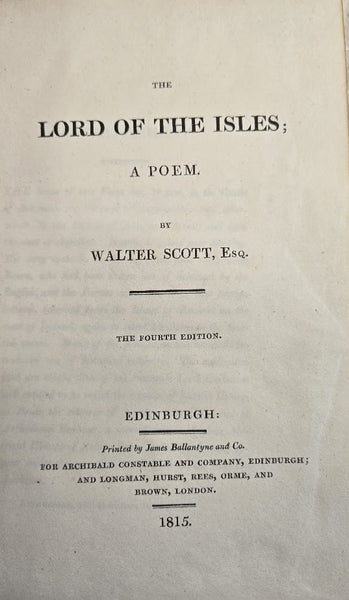 THE
LORD OF THE ISLES;
A POEM.
BY
WALTER SCOTT, Esq.
THE FOURTH EDITION.
EDINBURGH:
Printed by James Ballantyne and Co.
FOR ARCHIBALD CONSTABLE AND COMPANY, EDINBURGH;
AND LONGMAN, HURST, REES, ORME, AND
BROWN, LONDON.
1815.